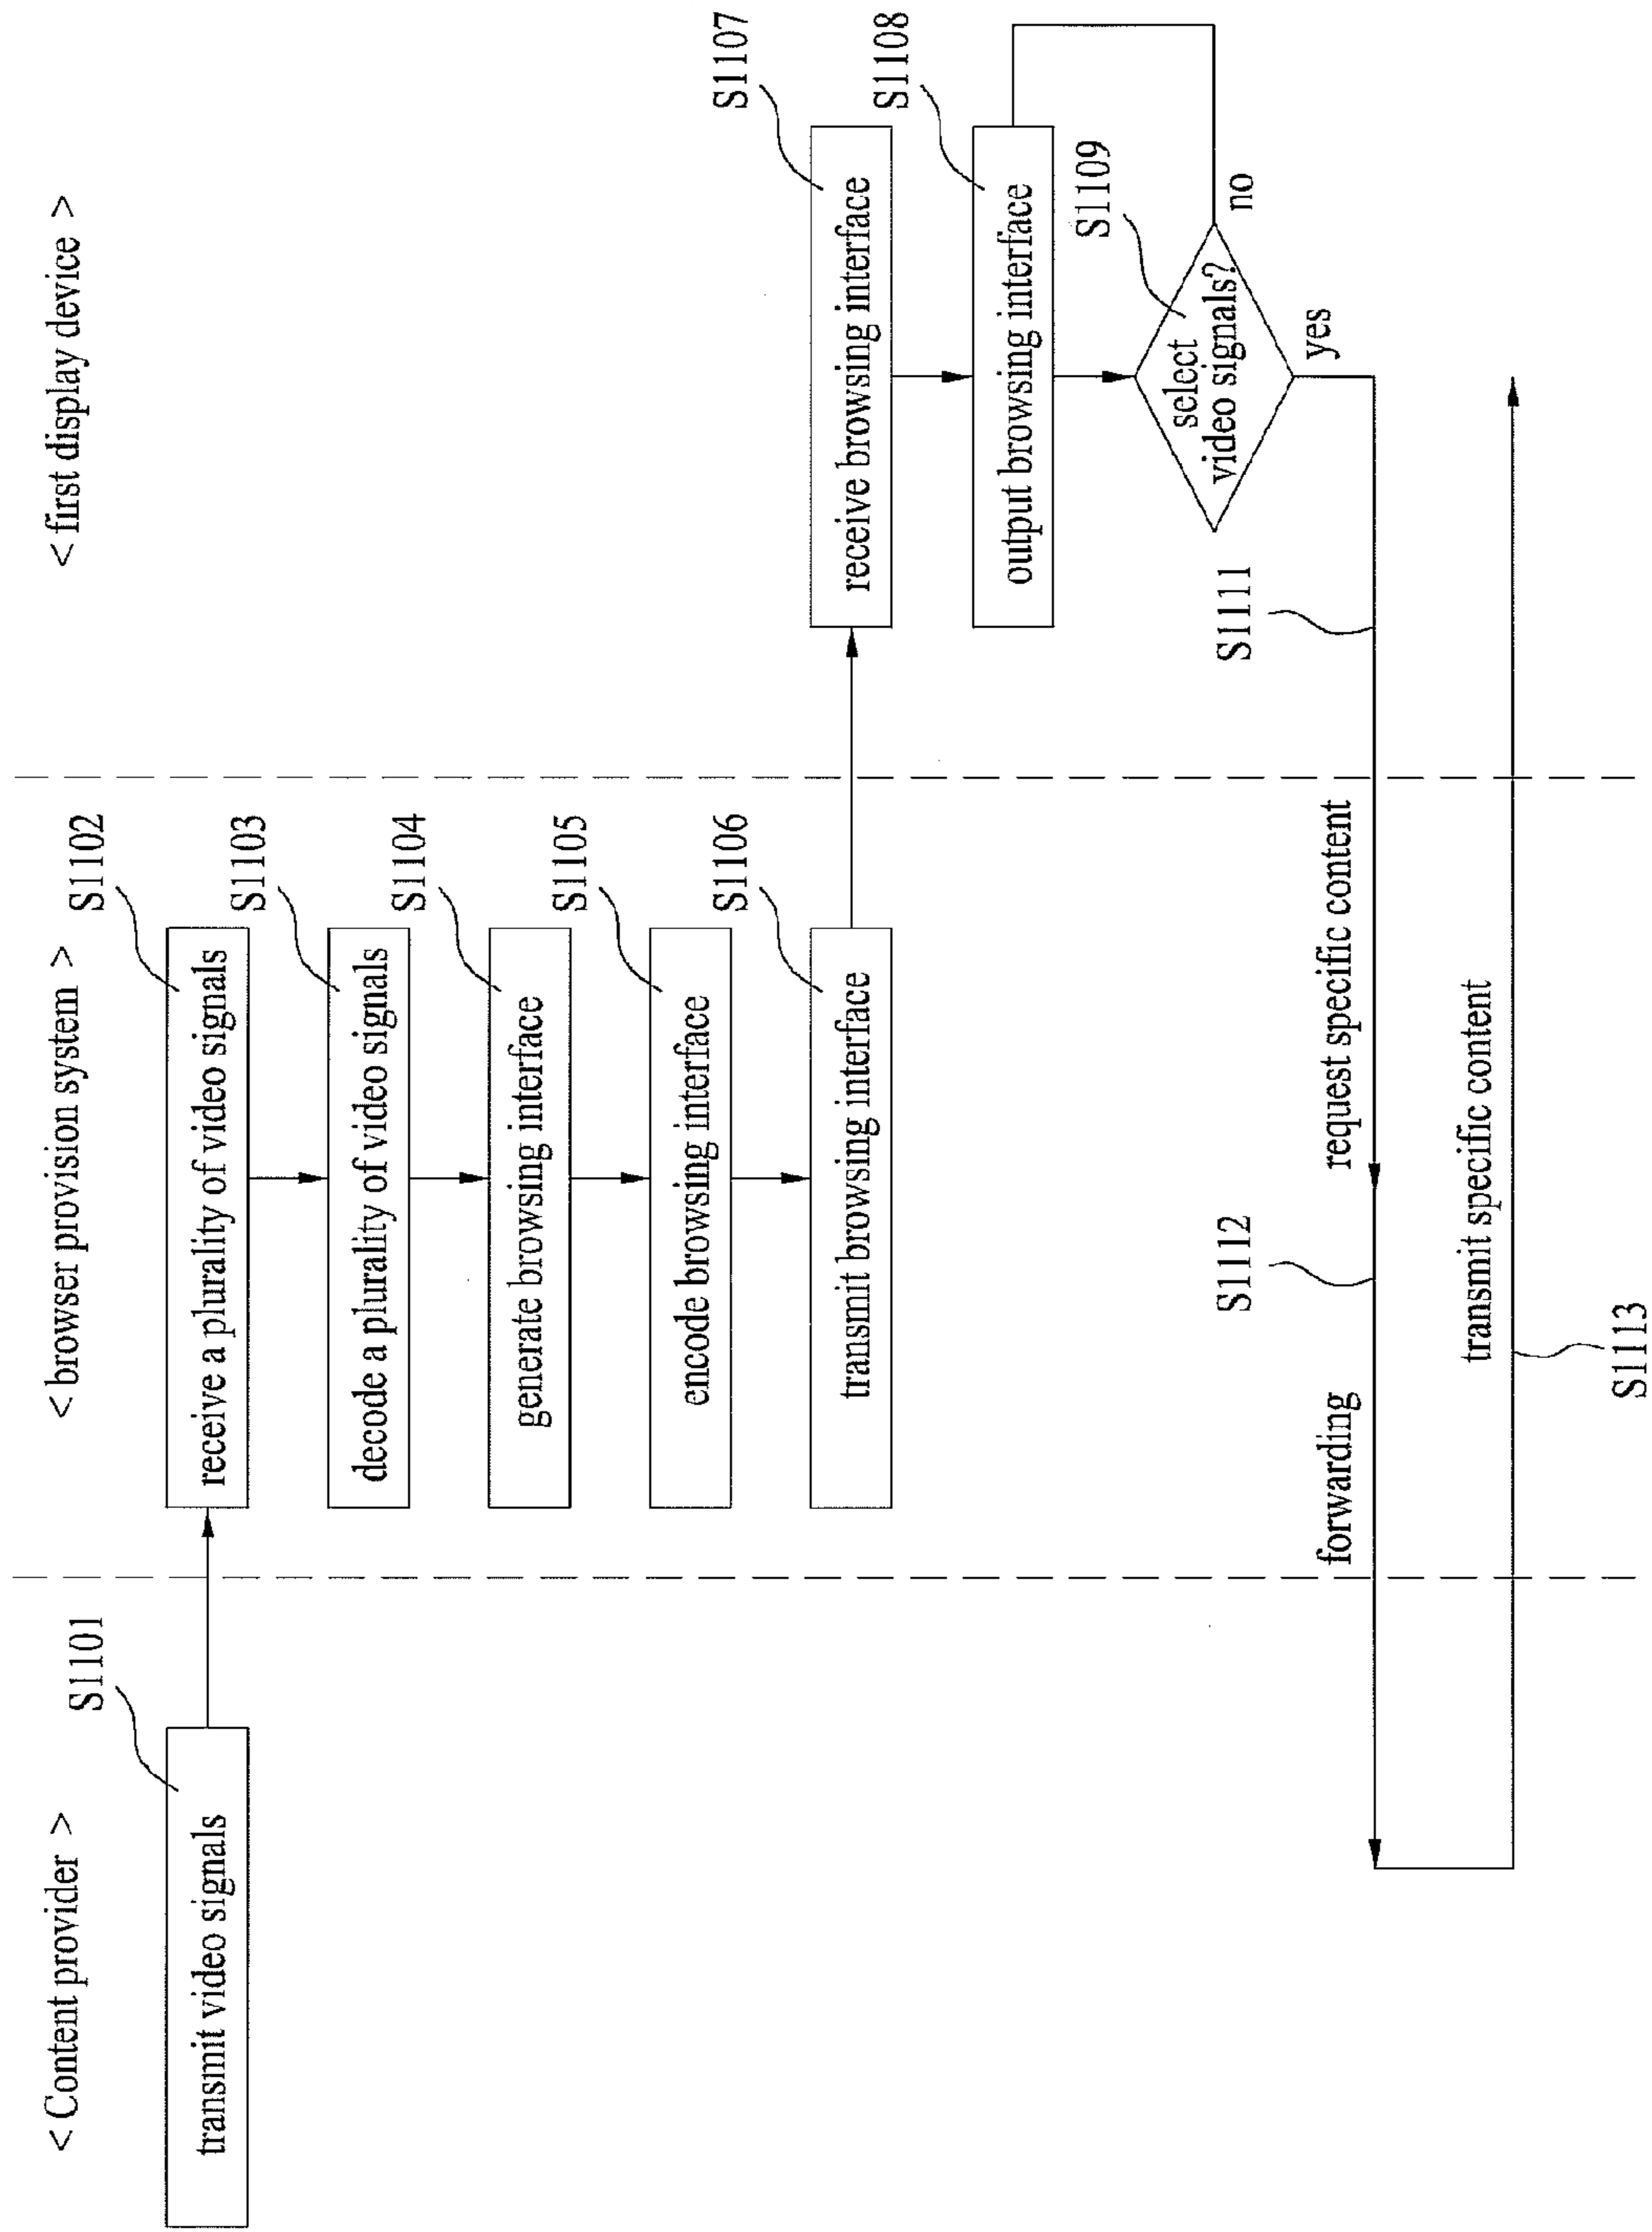 < Content provider >
< browser provision system >
< first display device >
S1101
transmit video signals
S1102
receive a plurality of video signals
S1103
decode a plurality of video signals
S1104
generate browsing interface
S1105
encode browsing interface
S1106
transmit browsing interface
S1107
receive browsing interface
S1108
output browsing interface
S1109
select
video signals?
no
yes
S1111
request specific content
S1112
forwarding
transmit specific content
S1113